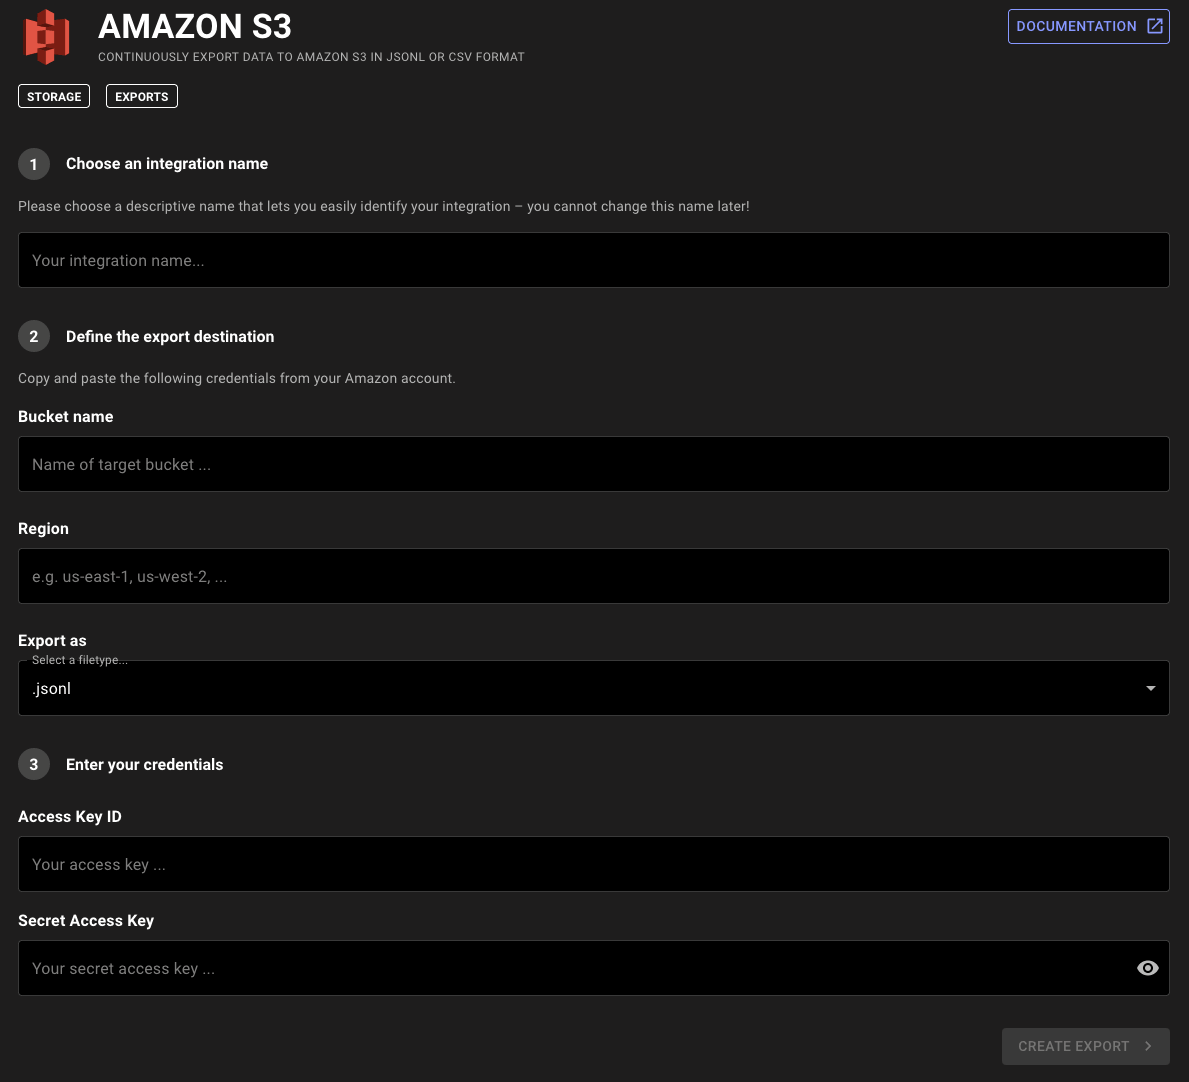 AMAZON S3
DOCUMENTATION
CONTINUOUSLY EXPORT DATA TO AMAZON S3 IN JSONL OR CSV FORMAT
STORAGE
EXPORTS
1
Choose an integration name
Please choose a descriptive name that lets you easily identify your integration – you cannot change this name later!
Your integration name...
2
Define the export destination
Copy and paste the following credentials from your Amazon account.
Bucket name
Name of target bucket ...
Region
e.g. us-east-1, us-west-2, ...
Export as
Select a filetype...
.jsonl
3
Enter your credentials
Access Key ID
Your access key ...
Secret Access Key
Your secret access key ...
CREATE EXPORT